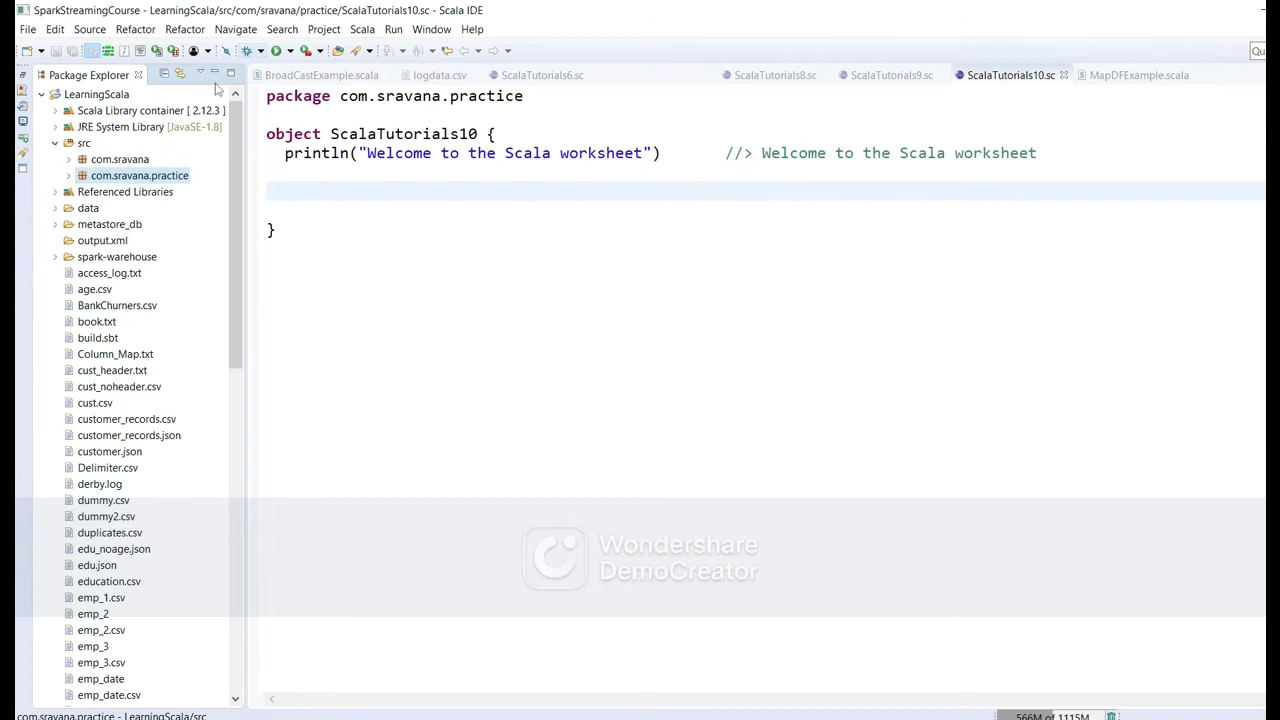 SparkStreamingCourse - LearningScala/src/com/sravana/practice/ScalaTutorials10.sc - Scala IDE
File Edit Source Refactor Refactor Navigate Search Project Scala Run Window Help
Package Explorer
BroadCastExample.scala logdata.csv ScalaTutorials6.sc ScalaTutorials8.sc ScalaTutorials9.sc ScalaTutorials10.sc MapDFExample.scala
LearningScala
Scala Library container [ 2.12.3 ]
JRE System Library [JavaSE-1.8]
src
com.sravana
com.sravana.practice
Referenced Libraries
data
metastore_db
output.xml
spark-warehouse
access_log.txt
age.csv
BankChurners.csv
book.txt
build.sbt
Column_Map.txt
cust_header.txt
cust_noheader.csv
cust.csv
customer_records.csv
customer_records.json
customer.json
Delimiter.csv
derby.log
dummy.csv
dummy2.csv
duplicates.csv
edu_noage.json
edu.json
education.csv
emp_1.csv
emp_2
emp_2.csv
emp_3
emp_3.csv
emp_date
emp_date.csv
package com.sravana.practice
object ScalaTutorials10 {
println("Welcome to the Scala worksheet") //> Welcome to the Scala worksheet
}
Wondershare
DemoCreator
com.sravana.practice - LearningScala/src
566M of 1115M